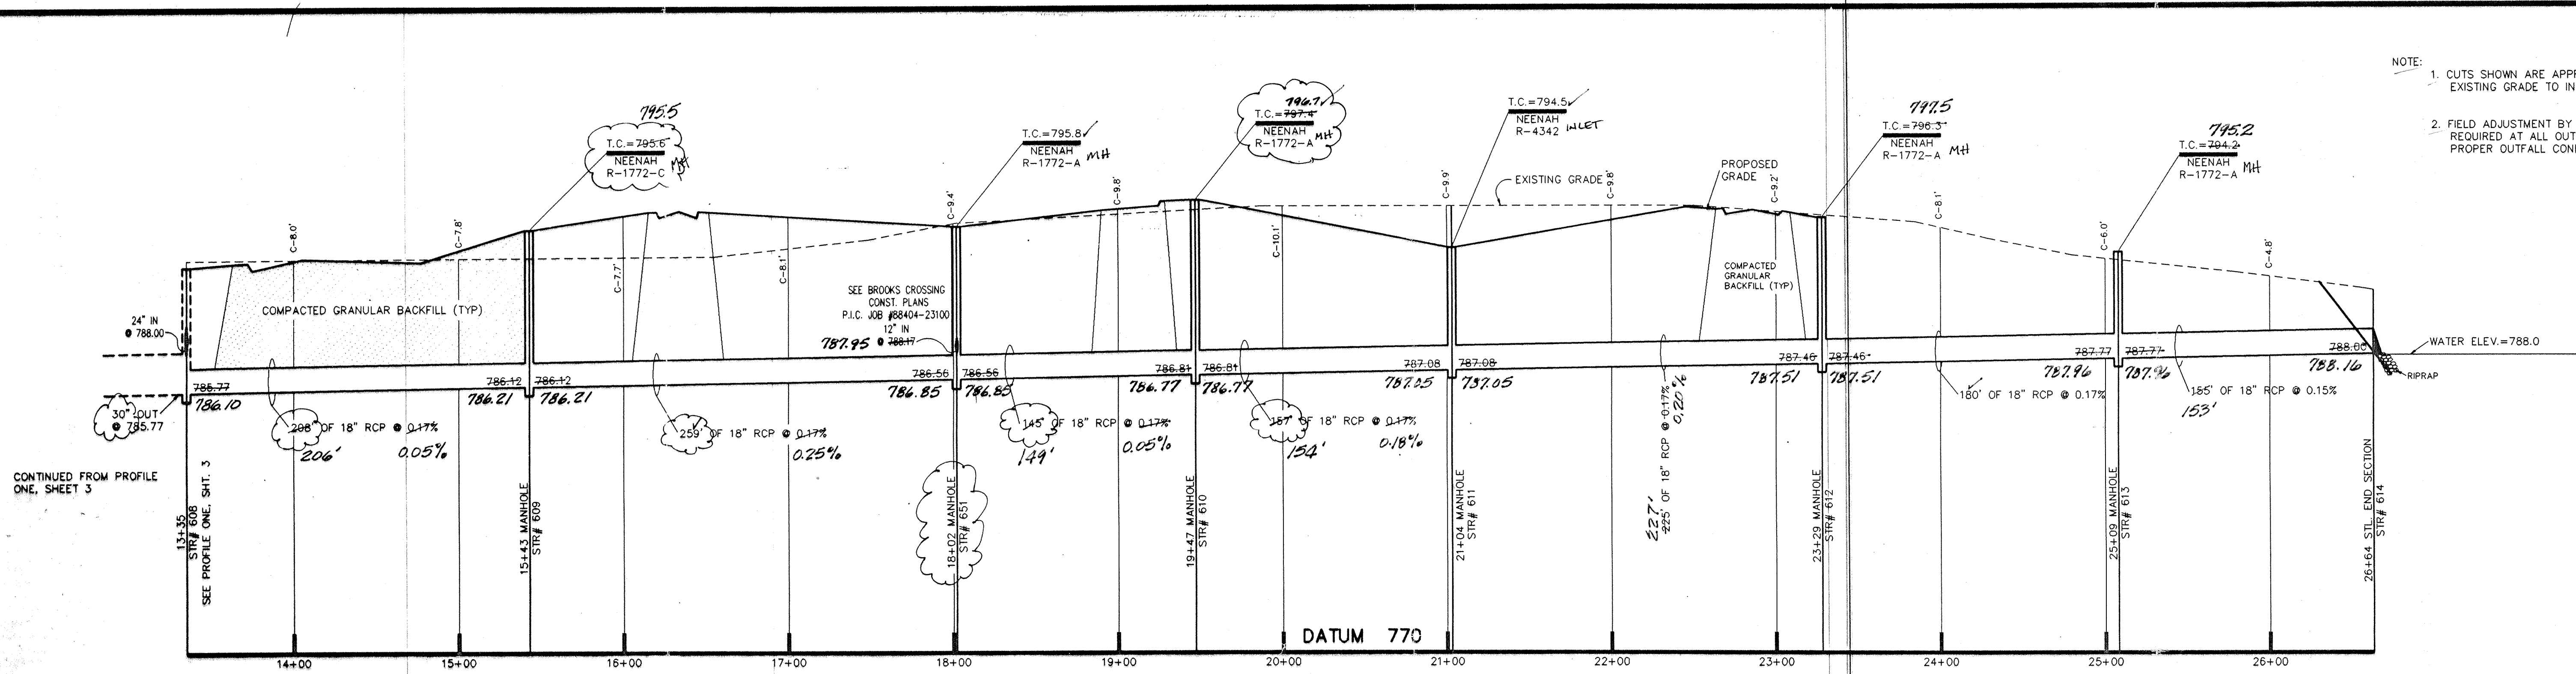 NOTE:
1. CUTS SHOWN ARE APPR
EXISTING GRADE TO IN
2. FIELD ADJUSTMENT BY
REQUIRED AT ALL OUT
PROPER OUTFALL CON
795.5
T.C.=795.6
NEENAH
R-1772-C MH
T.C.=795.8
NEENAH
R-1772-A MH
796.7
T.C.=797.4
NEENAH
R-1772-A MH
T.C.=794.5
NEENAH
R-4342 INLET
797.5
T.C.=796.3
NEENAH
R-1772-A MH
795.2
T.C.=794.2
NEENAH
R-1772-A MH
EXISTING GRADE
PROPOSED
GRADE
C-8.0'
C-7.8'
C-7.7'
C-8.1'
C-9.4'
C-9.8'
C-10.1'
C-9.9'
C-9.8'
C-9.2'
C-8.1'
C-6.0'
C-4.8'
COMPACTED GRANULAR BACKFILL (TYP)
COMPACTED
GRANULAR
BACKFILL (TYP)
SEE BROOKS CROSSING
CONST. PLANS
P.I.C. JOB #88404-23100
12" IN
787.95 @ 788.17
24" IN
@ 788.00
30" OUT
@ 785.77
WATER ELEV.=788.0
RIPRAP
785.77
786.10
786.12 786.12
786.21 786.21
786.56 786.56
786.85 786.85
786.81 786.81
786.77 786.77
787.08 787.08
787.05 787.05
787.46 787.46
787.51 787.51
787.77 787.77
787.96 787.96
788.00
788.16
208' OF 18" RCP @ 0.17%
206' 0.05%
259' OF 18" RCP @ 0.17%
0.25%
145' OF 18" RCP @ 0.17%
149' 0.05%
157' OF 18" RCP @ 0.17%
154' 0.18%
225' OF 18" RCP @ 0.17%
227' 0.20%
180' OF 18" RCP @ 0.17%
155' OF 18" RCP @ 0.15%
153'
CONTINUED FROM PROFILE
ONE, SHEET 3
13+35
STR# 608
SEE PROFILE ONE, SHT. 3
15+43 MANHOLE
STR# 609
18+02 MANHOLE
STR# 651
19+47 MANHOLE
STR# 610
21+04 MANHOLE
STR# 611
23+29 MANHOLE
STR# 612
25+09 MANHOLE
STR# 613
26+64 STL. END SECTION
STR# 614
DATUM 770
14+00 15+00 16+00 17+00 18+00 19+00 20+00 21+00 22+00 23+00 24+00 25+00 26+00